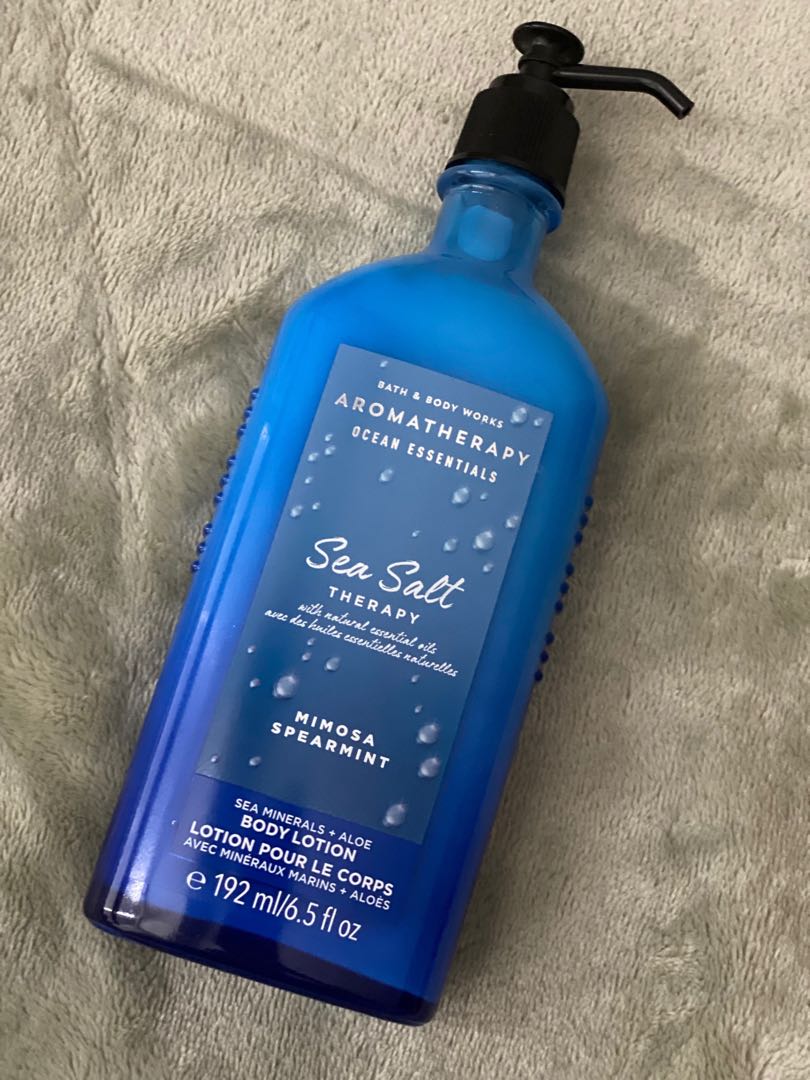 BATH & BODY WORKS
AROMATHERAPY
OCEAN ESSENTIALS
Sea Salt
THERAPY
with natural essential oils
avec des huiles essentielles naturelles
MIMOSA
SPEARMINT
SEA MINERALS + ALOE
BODY LOTION
LOTION POUR LE CORPS
AVEC MINÉRAUX MARINS + ALOÈS
℮ 192 ml/6.5 fl oz